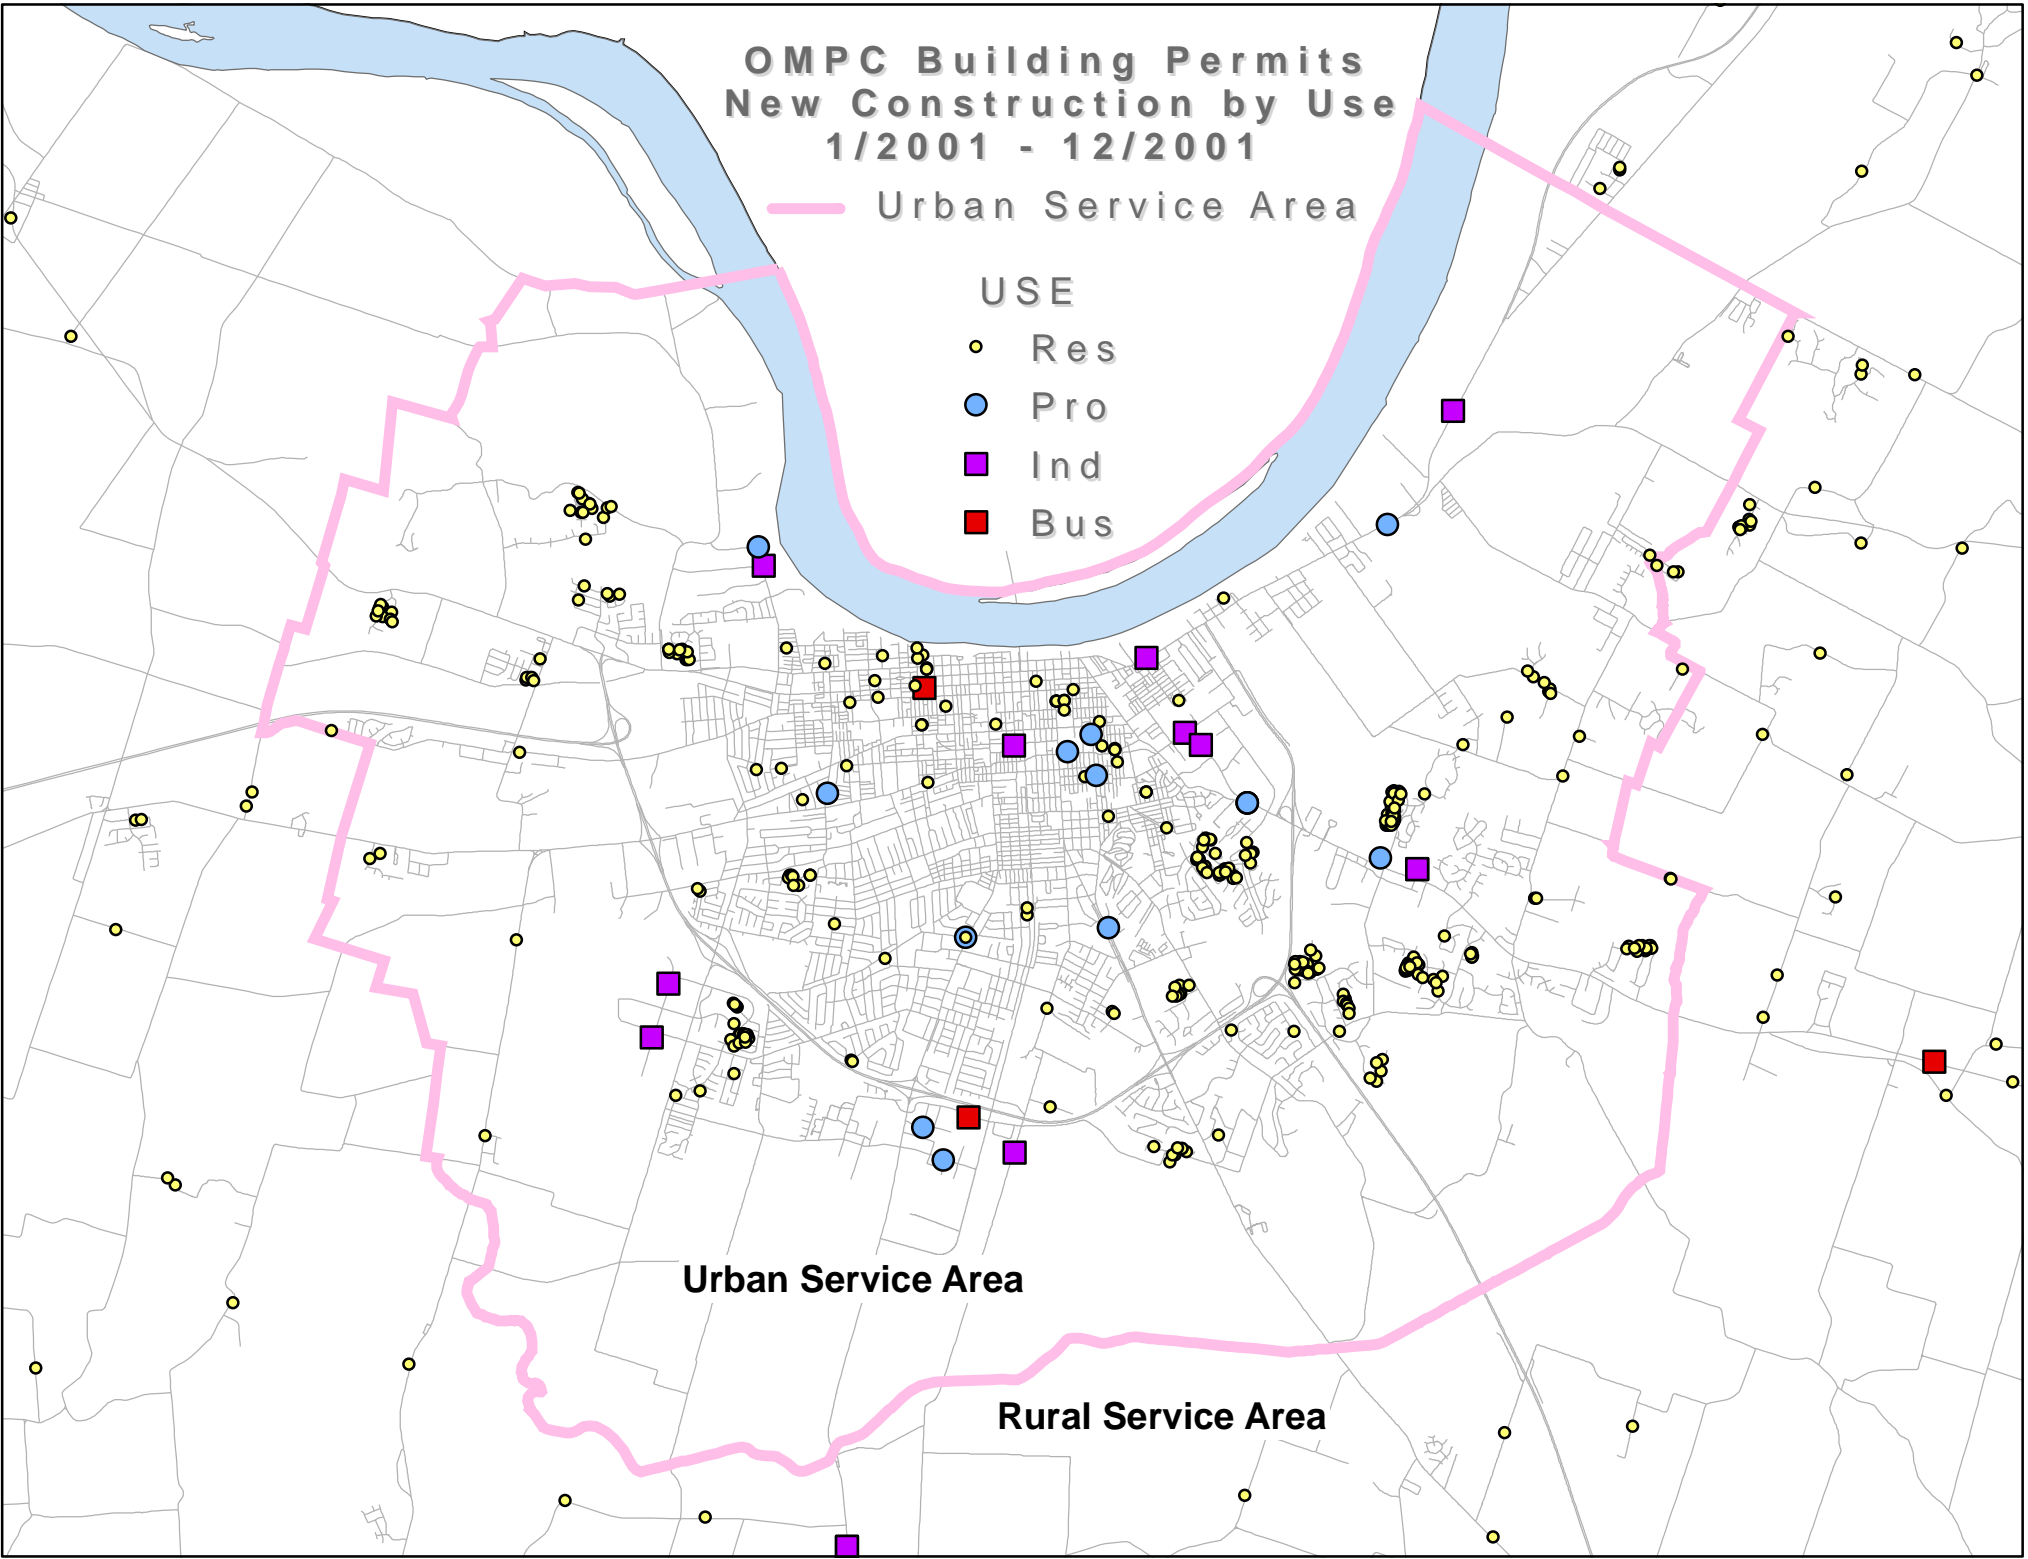 OMPC Building Permits
New Construction by Use
1/2001 - 12/2001
Urban Service Area
USE
Res
Pro
Ind
Bus
Urban Service Area
Rural Service Area